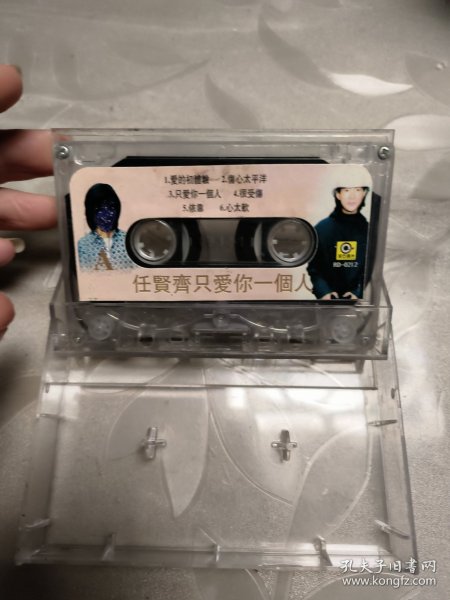 1.愛的初體驗 2.傷心太平洋
3.只愛你一個人 4.很受傷
5.依靠 6.心太軟
任賢齊只愛你一個人
RD-0212
孔夫子旧书网
www.kongfz.com